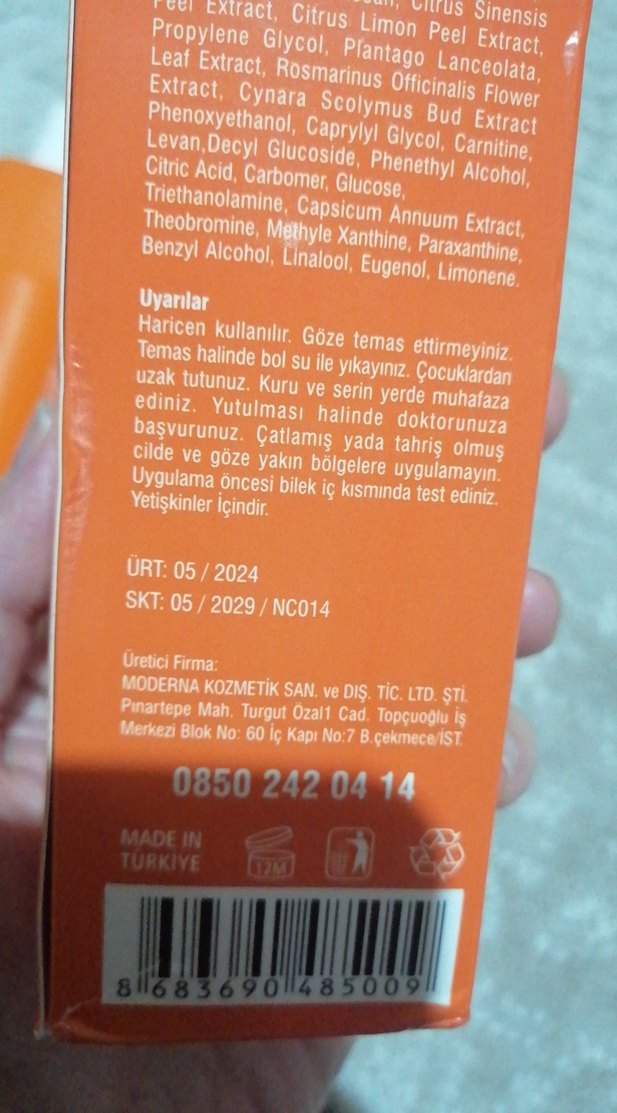 Citrus Sinensis
Peel Extract, Citrus Limon Peel Extract,
Propylene Glycol, Plantago Lanceolata,
Leaf Extract, Rosmarinus Officinalis Flower
Extract, Cynara Scolymus Bud Extract
Phenoxyethanol, Caprylyl Glycol, Carnitine,
Levan,Decyl Glucoside, Phenethyl Alcohol,
Citric Acid, Carbomer, Glucose,
Triethanolamine, Capsicum Annuum Extract,
Theobromine, Methyle Xanthine, Paraxanthine,
Benzyl Alcohol, Linalool, Eugenol, Limonene.
Uyarılar
Haricen kullanılır. Göze temas ettirmeyiniz.
Temas halinde bol su ile yıkayınız. Çocuklardan
uzak tutunuz. Kuru ve serin yerde muhafaza
ediniz. Yutulması halinde doktorunuza
başvurunuz. Çatlamış yada tahriş olmuş
cilde ve göze yakın bölgelere uygulamayın.
Uygulama öncesi bilek iç kısmında test ediniz.
Yetişkinler İçindir.
ÜRT: 05 / 2024
SKT: 05 / 2029 / NC014
Üretici Firma:
MODERNA KOZMETİK SAN. ve DIŞ. TİC. LTD. ŞTİ.
Pınartepe Mah. Turgut Özal1 Cad. Topçuoğlu İş
Merkezi Blok No: 60 İç Kapı No:7 B.çekmece/İST.
0850 242 04 14
MADE IN
TÜRKİYE
12M
8 683690 485009